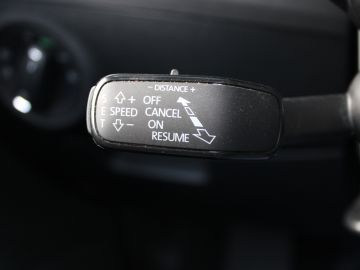 - DISTANCE +
S + OFF
E SPEED CANCEL
T - ON
RESUME